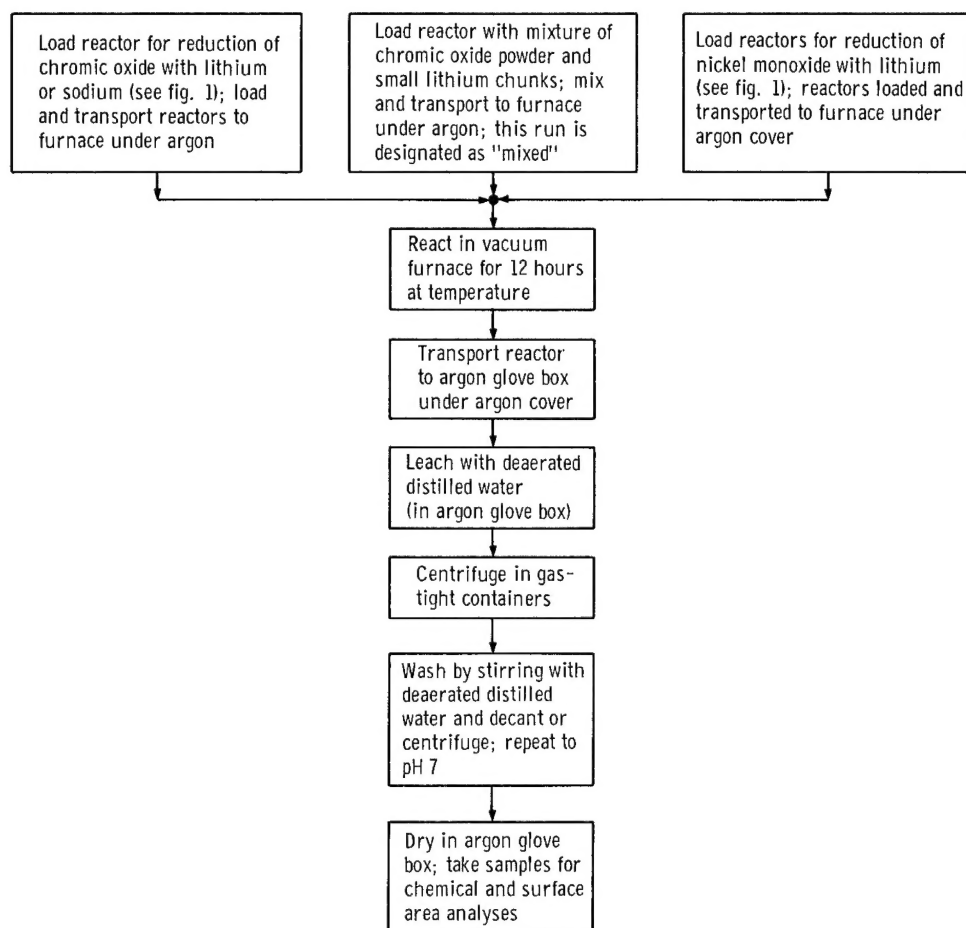 Load reactor for reduction of
chromic oxide with lithium
or sodium (see fig. 1); load
and transport reactors to
furnace under argon
Load reactor with mixture of
chromic oxide powder and
small lithium chunks; mix
and transport to furnace
under argon; this run is
designated as "mixed"
Load reactors for reduction of
nickel monoxide with lithium
(see fig. 1); reactors loaded and
transported to furnace under
argon cover
React in vacuum
furnace for 12 hours
at temperature
Transport reactor
to argon glove box
under argon cover
Leach with deaerated
distilled water
(in argon glove box)
Centrifuge in gas-
tight containers
Wash by stirring with
deaerated distilled
water and decant or
centrifuge; repeat to
pH 7
Dry in argon glove
box; take samples for
chemical and surface
area analyses